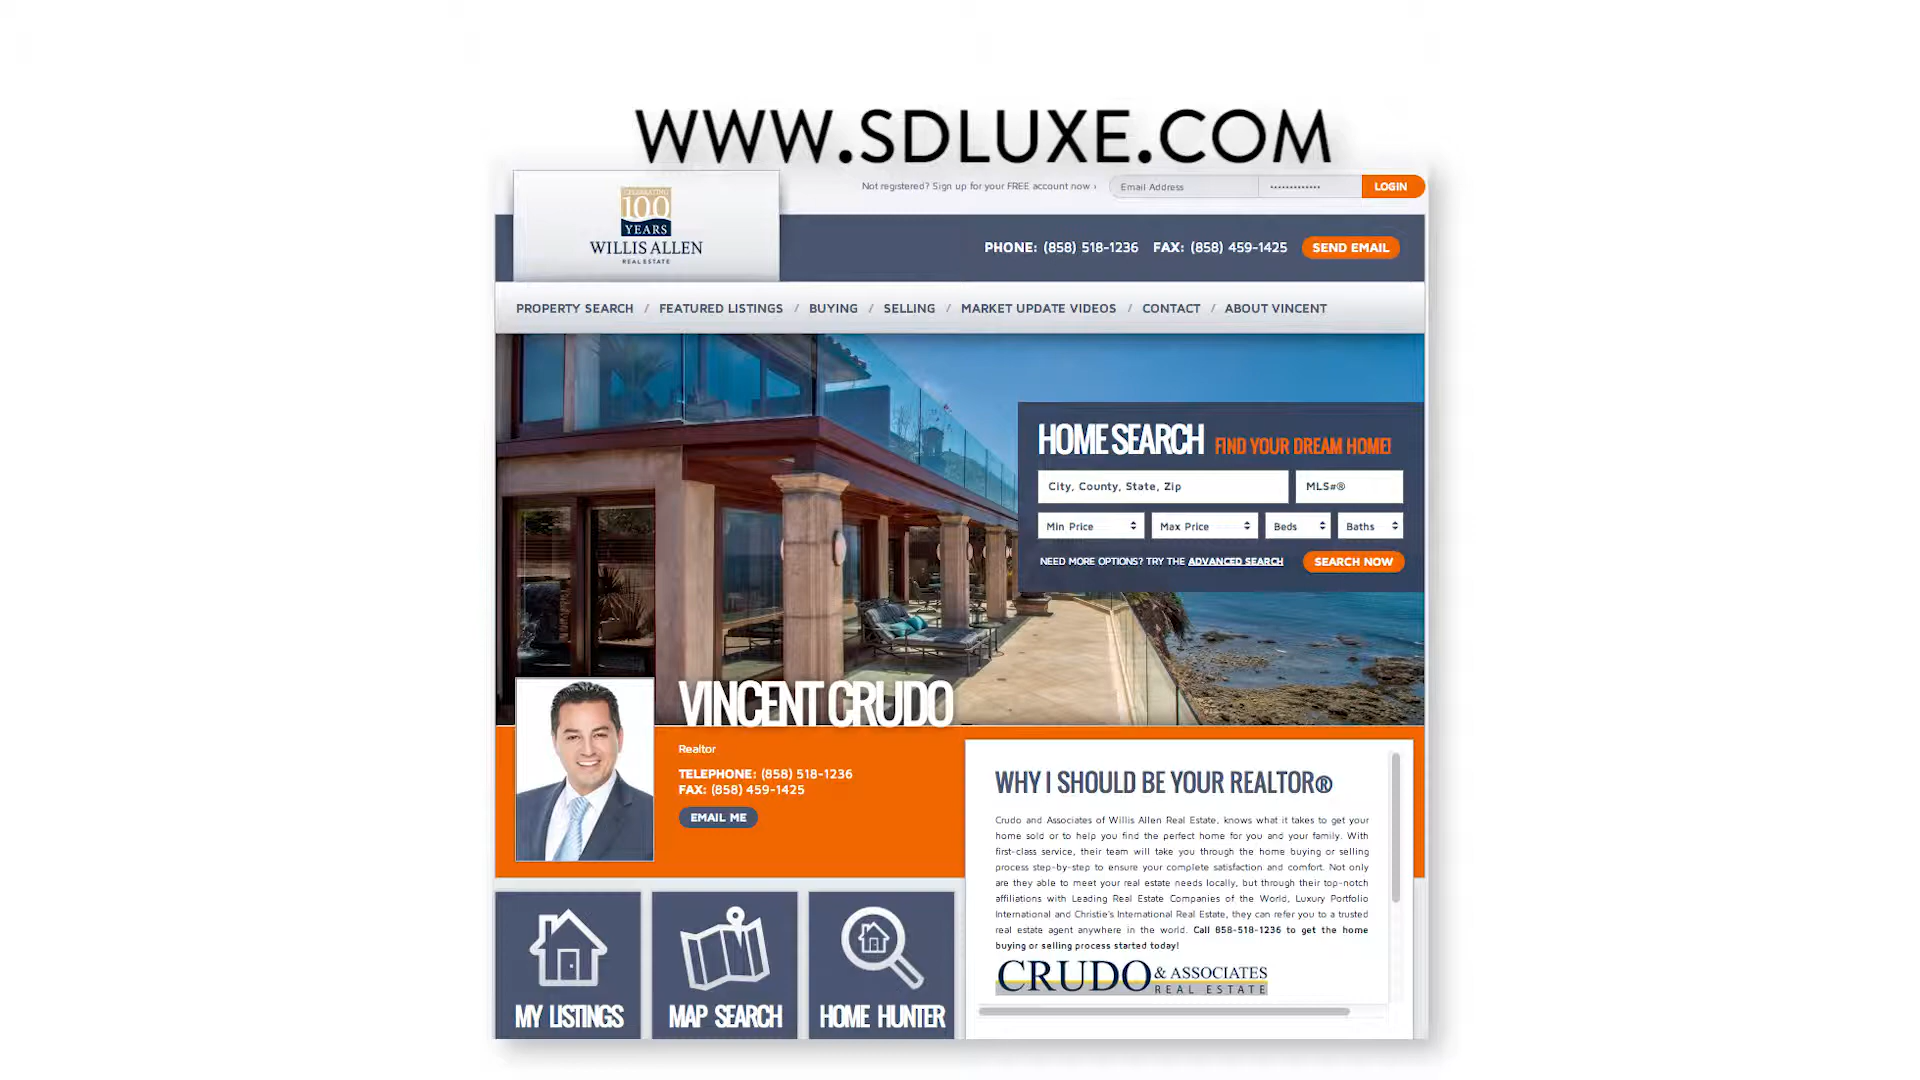 WWW.SDLUXE.COM
Not registered? Sign up for your FREE account now ›
Email Address
LOGIN
CELEBRATING
100
YEARS
WILLIS ALLEN
REAL ESTATE
PHONE: (858) 518-1236 FAX: (858) 459-1425 SEND EMAIL
PROPERTY SEARCH / FEATURED LISTINGS / BUYING / SELLING / MARKET UPDATE VIDEOS / CONTACT / ABOUT VINCENT
HOME SEARCH FIND YOUR DREAM HOME!
City, County, State, Zip MLS#®
Min Price Max Price Beds Baths
NEED MORE OPTIONS? TRY THE ADVANCED SEARCH SEARCH NOW
VINCENT CRUDO
Realtor
TELEPHONE: (858) 518-1236
FAX: (858) 459-1425
EMAIL ME
WHY I SHOULD BE YOUR REALTOR®
Crudo and Associates of Willis Allen Real Estate, knows what it takes to get your
home sold or to help you find the perfect home for you and your family. With
first-class service, their team will take you through the home buying or selling
process step-by-step to ensure your complete satisfaction and comfort. Not only
are they able to meet your real estate needs locally, but through their top-notch
affiliations with Leading Real Estate Companies of the World, Luxury Portfolio
International and Christie's International Real Estate, they can refer you to a trusted
real estate agent anywhere in the world. Call 858-518-1236 to get the home
buying or selling process started today!
CRUDO & ASSOCIATES
REAL ESTATE
MY LISTINGS
MAP SEARCH
HOME HUNTER